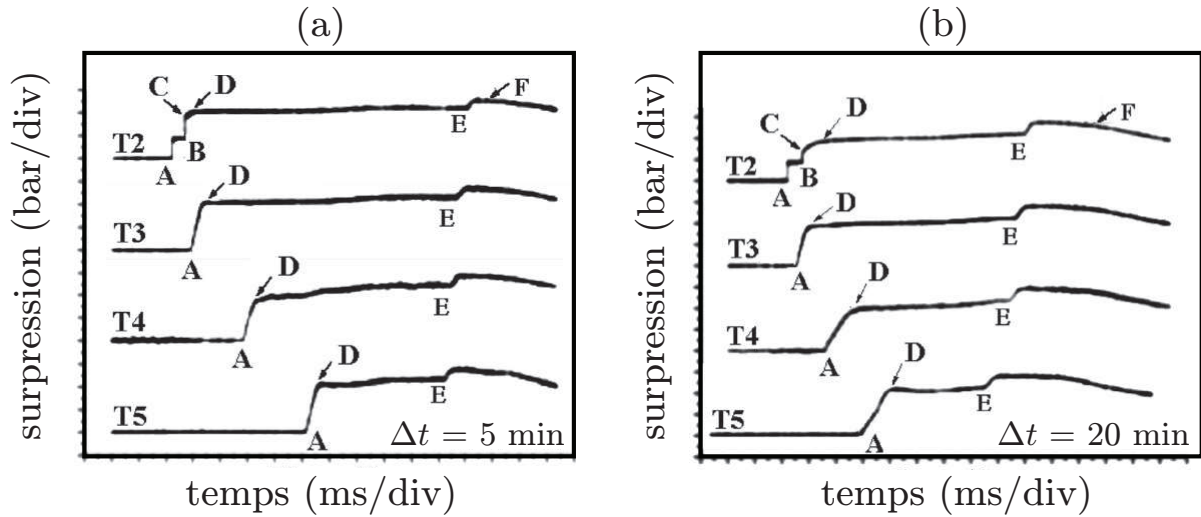 (a)
surpression (bar/div)
C D F
T2 A B E
D
T3 A E
D
T4 A E
D
T5 A E
Δt = 5 min
temps (ms/div)
(b)
surpression (bar/div)
C D F
T2 A B E
D
T3 A E
D
T4 A E
D
T5 A E
Δt = 20 min
temps (ms/div)